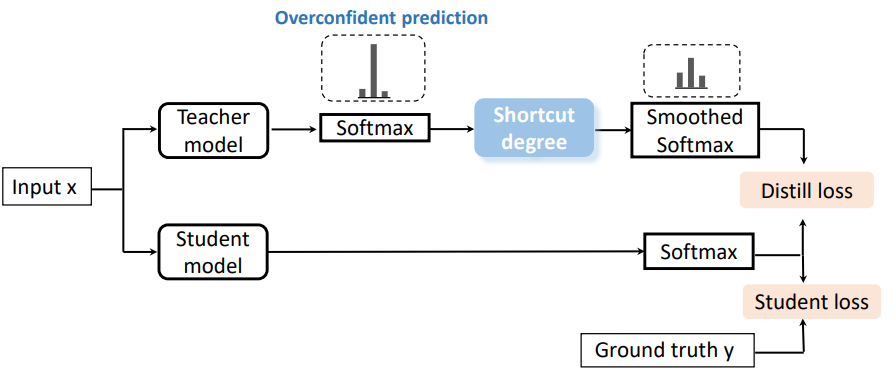 Overconfident prediction
Teacher
model
Softmax
Shortcut
degree
Smoothed
Softmax
Input x
Distill loss
Student
model
Softmax
Student loss
Ground truth y